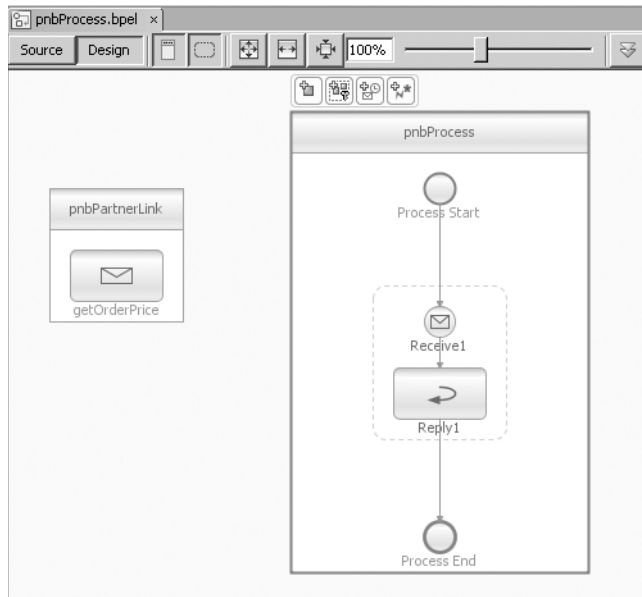 pnbProcess.bpel ×
Source Design 100%
pnbProcess
Process Start
pnbPartnerLink
getOrderPrice
Receive1
Reply1
Process End